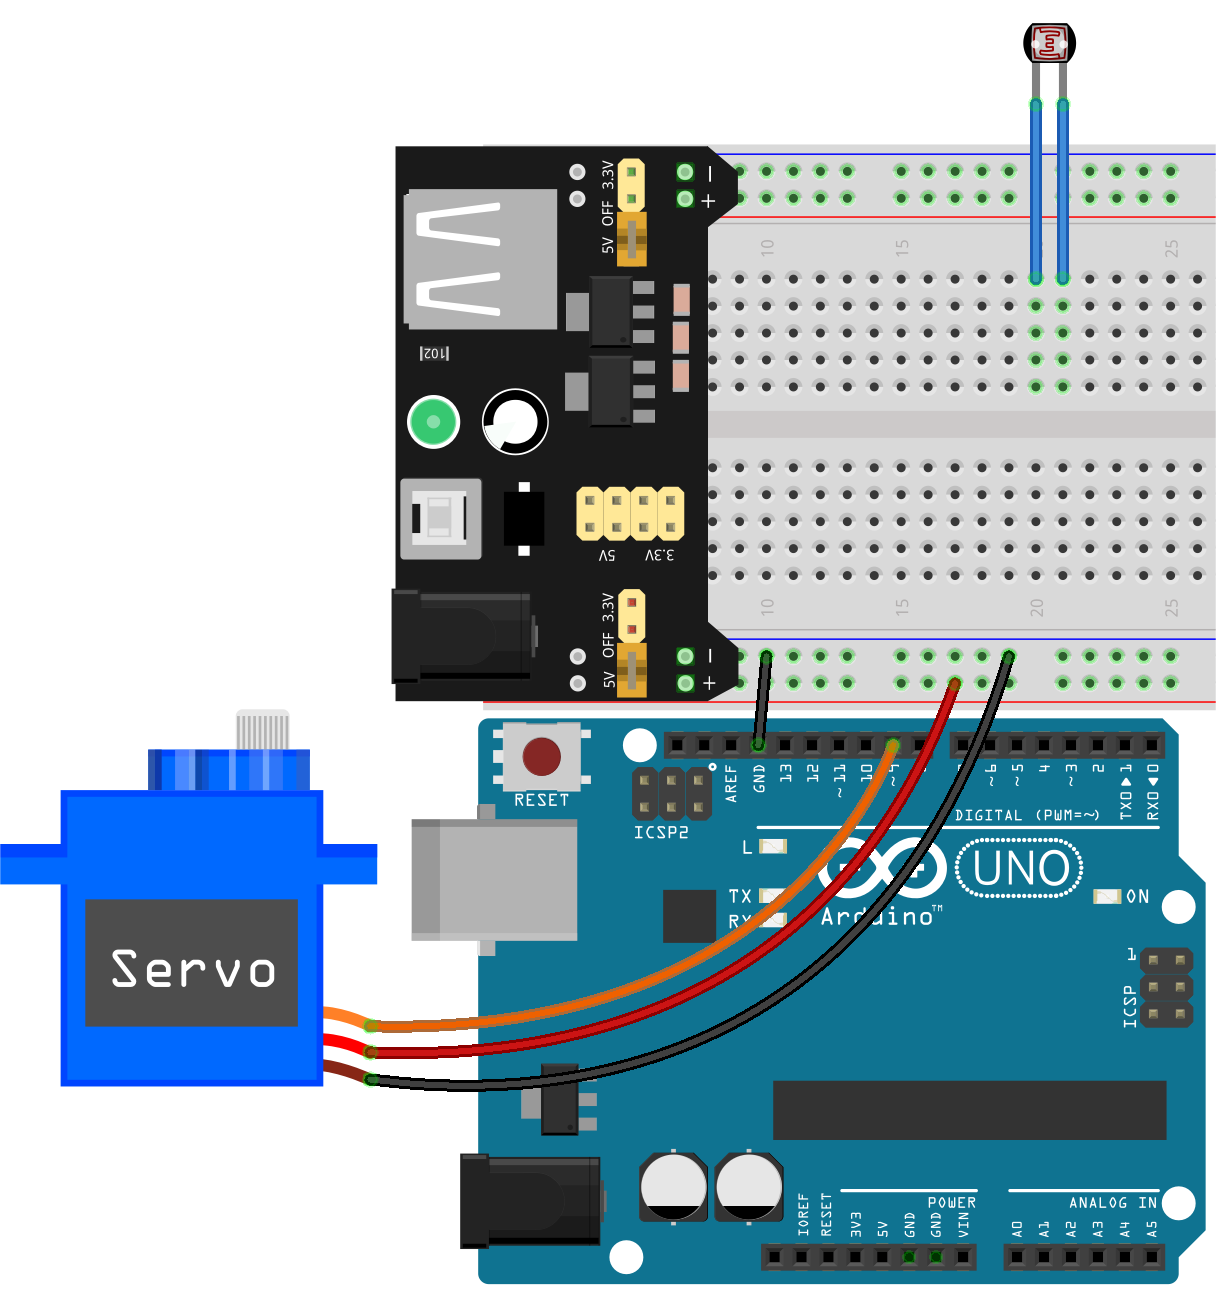 3.3V
OFF
5V
−
+
10
15
25
102
5V
3.3V
10
15
20
25
3.3V
OFF
5V
−
+
RESET
ICSP2
AREF
GND
13
12
~11
10
~9
~6
~5
4
~3
2
TX0▶1
RX0◀0
DIGITAL (PWM=~)
L
TX
RX
Arduino™
UNO
ON
1
ICSP
Servo
IOREF
RESET
3V3
5V
GND
GND
VIN
POWER
A0
A1
A2
A3
A4
A5
ANALOG IN